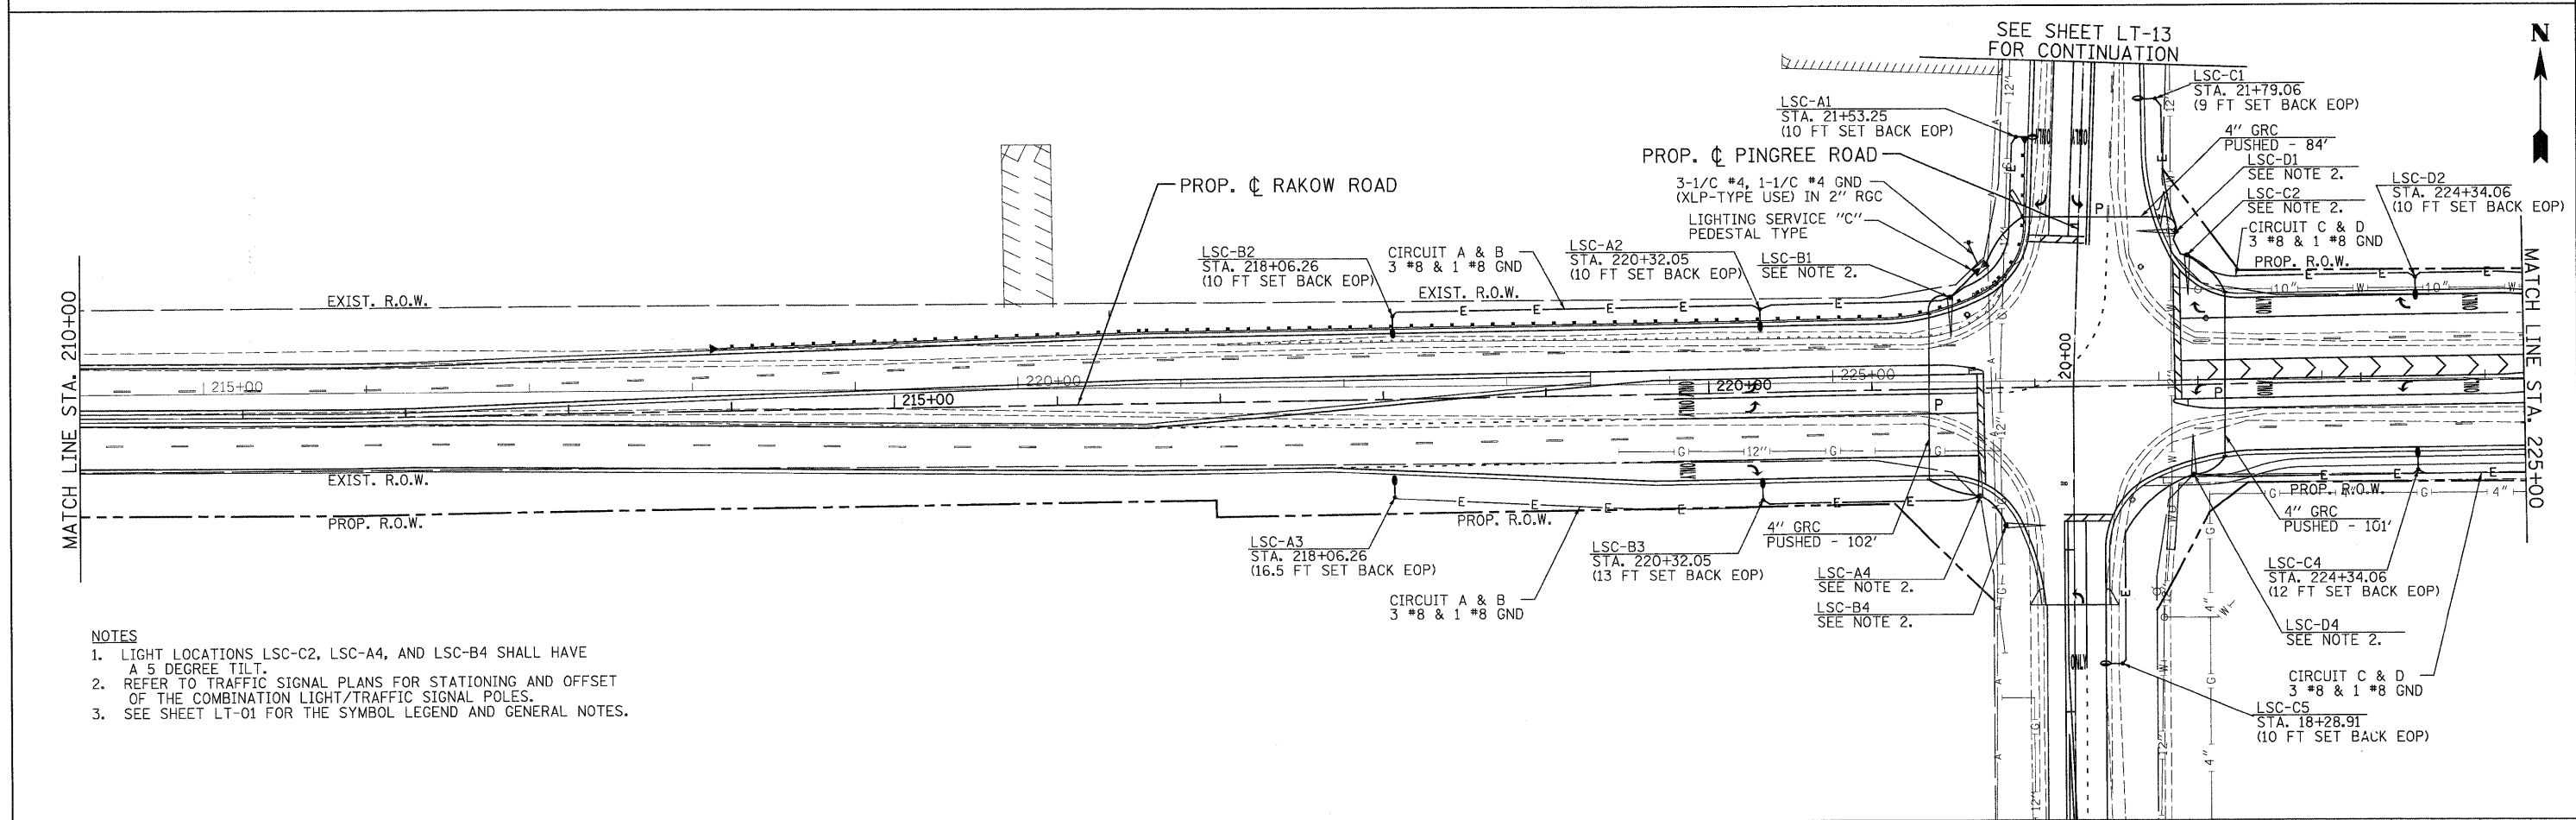 SEE SHEET LT-13
FOR CONTINUATION
N
LSC-C1
STA. 21+79.06
(9 FT SET BACK EOP)
LSC-A1
STA. 21+53.25
(10 FT SET BACK EOP)
4" GRC
PUSHED - 84'
PROP. ℄ PINGREE ROAD
LSC-D1
SEE NOTE 2.
PROP. ℄ RAKOW ROAD
3-1/C #4, 1-1/C #4 GND
(XLP-TYPE USE) IN 2" RGC
LSC-C2
SEE NOTE 2.
LSC-D2
STA. 224+34.06
(10 FT SET BACK EOP)
LIGHTING SERVICE "C"
PEDESTAL TYPE
CIRCUIT C & D
3 #8 & 1 #8 GND
PROP. R.O.W.
LSC-B2
STA. 218+06.26
(10 FT SET BACK EOP)
CIRCUIT A & B
3 #8 & 1 #8 GND
LSC-A2
STA. 220+32.05
(10 FT SET BACK EOP)
LSC-B1
SEE NOTE 2.
EXIST. R.O.W.
EXIST. R.O.W.
MATCH LINE STA. 210+00
MATCH LINE STA. 225+00
215+00
220+00
225+00
215+00
220+00
20+00
ONLY
ONLY
ONLY
ONLY
ONLY
ONLY
P
P
P
12"
G
10"
W
10"
W
EXIST. R.O.W.
PROP. R.O.W.
PROP. R.O.W.
PROP. R.O.W.
LSC-A3
STA. 218+06.26
(16.5 FT SET BACK EOP)
LSC-B3
STA. 220+32.05
(13 FT SET BACK EOP)
4" GRC
PUSHED - 102'
4" GRC
PUSHED - 101'
CIRCUIT A & B
3 #8 & 1 #8 GND
LSC-A4
SEE NOTE 2.
LSC-B4
SEE NOTE 2.
LSC-C4
STA. 224+34.06
(12 FT SET BACK EOP)
LSC-D4
SEE NOTE 2.
CIRCUIT C & D
3 #8 & 1 #8 GND
LSC-C5
STA. 18+28.91
(10 FT SET BACK EOP)
NOTES
1. LIGHT LOCATIONS LSC-C2, LSC-A4, AND LSC-B4 SHALL HAVE
A 5 DEGREE TILT.
2. REFER TO TRAFFIC SIGNAL PLANS FOR STATIONING AND OFFSET
OF THE COMBINATION LIGHT/TRAFFIC SIGNAL POLES.
3. SEE SHEET LT-01 FOR THE SYMBOL LEGEND AND GENERAL NOTES.